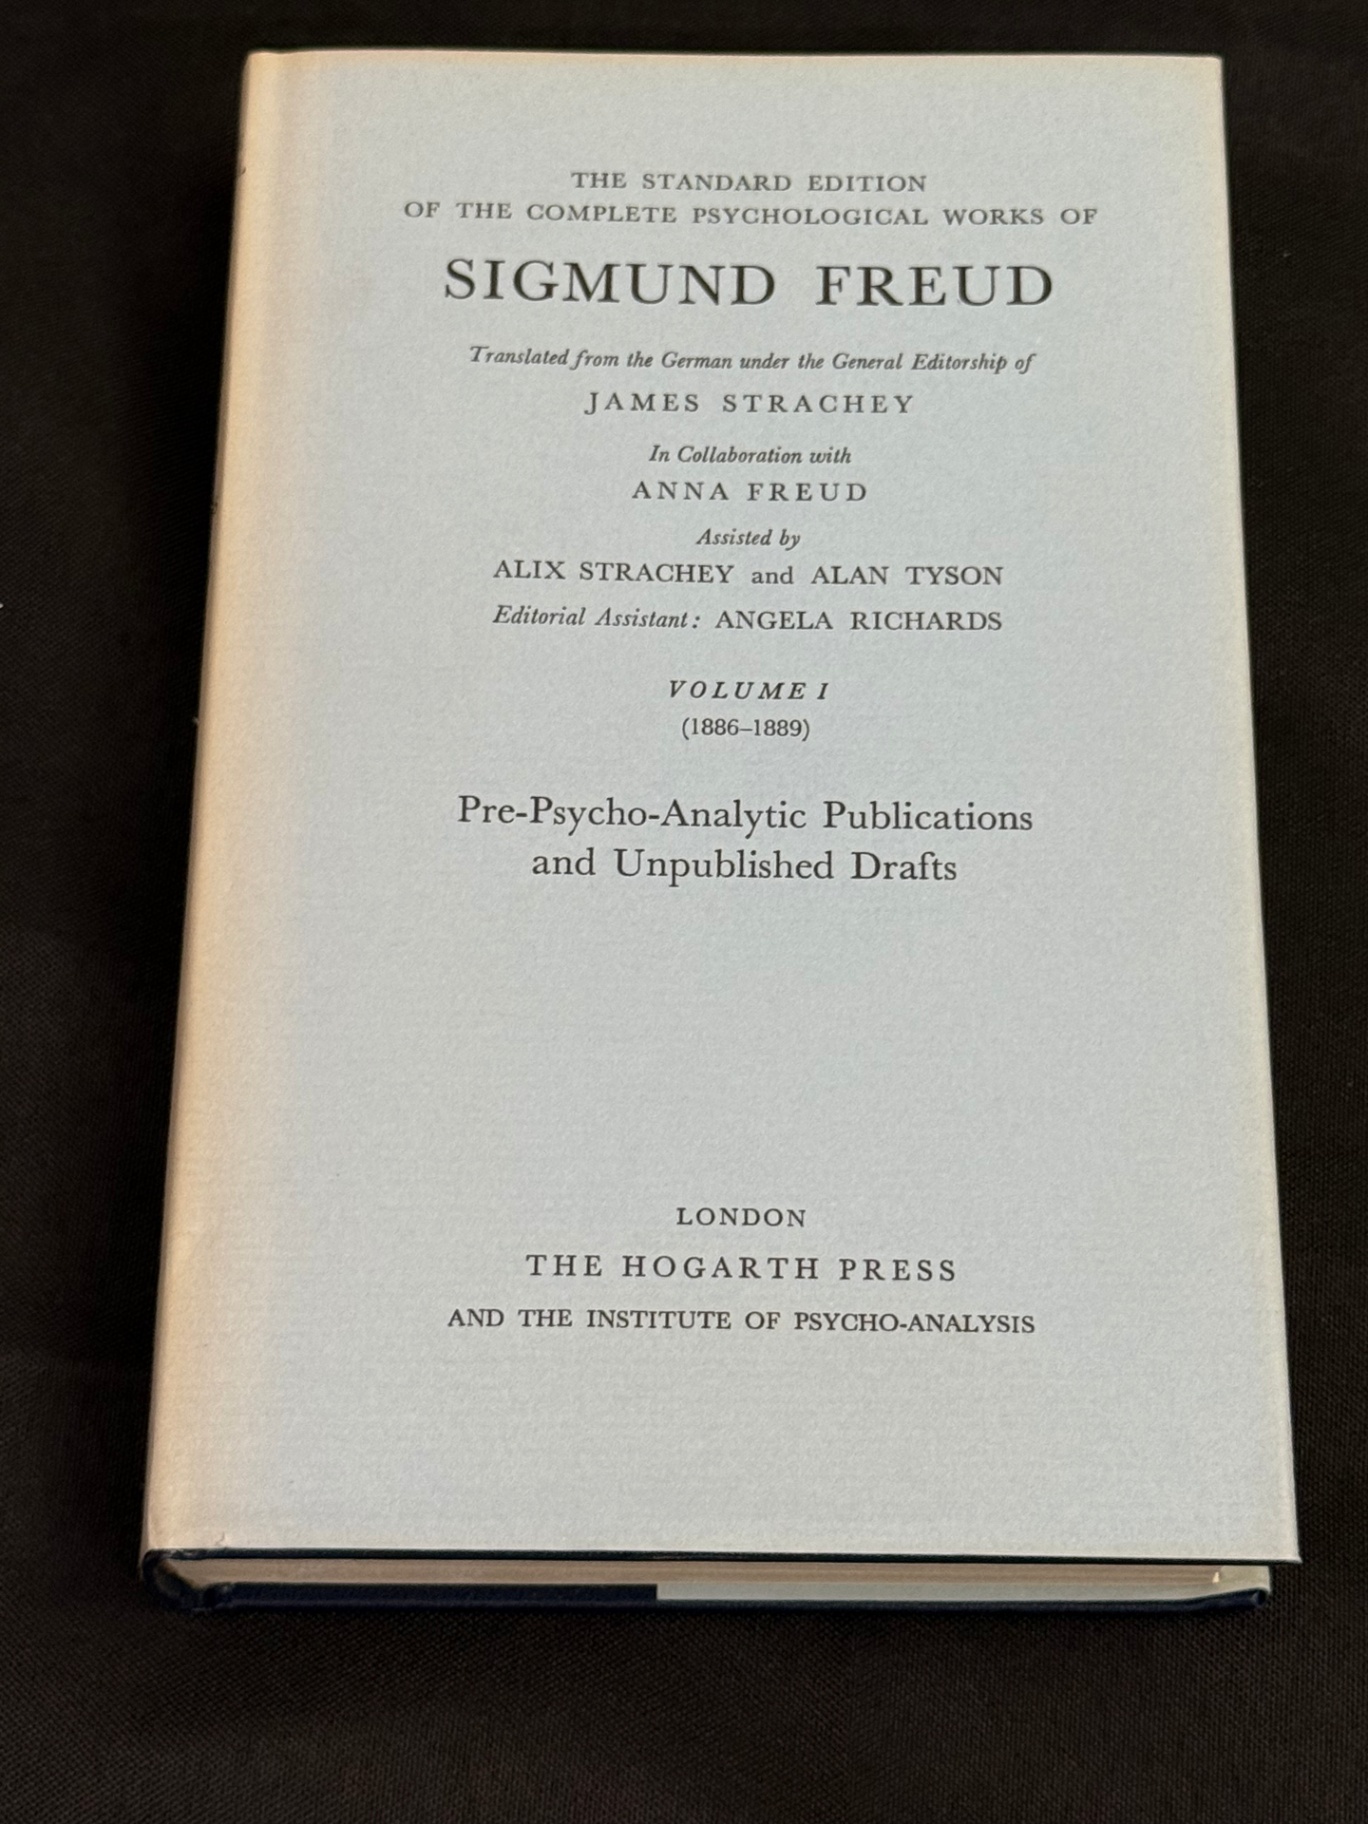 THE STANDARD EDITION
OF THE COMPLETE PSYCHOLOGICAL WORKS OF
SIGMUND FREUD
Translated from the German under the General Editorship of
JAMES STRACHEY
In Collaboration with
ANNA FREUD
Assisted by
ALIX STRACHEY and ALAN TYSON
Editorial Assistant: ANGELA RICHARDS
VOLUME I
(1886–1889)
Pre-Psycho-Analytic Publications
and Unpublished Drafts
LONDON
THE HOGARTH PRESS
AND THE INSTITUTE OF PSYCHO-ANALYSIS